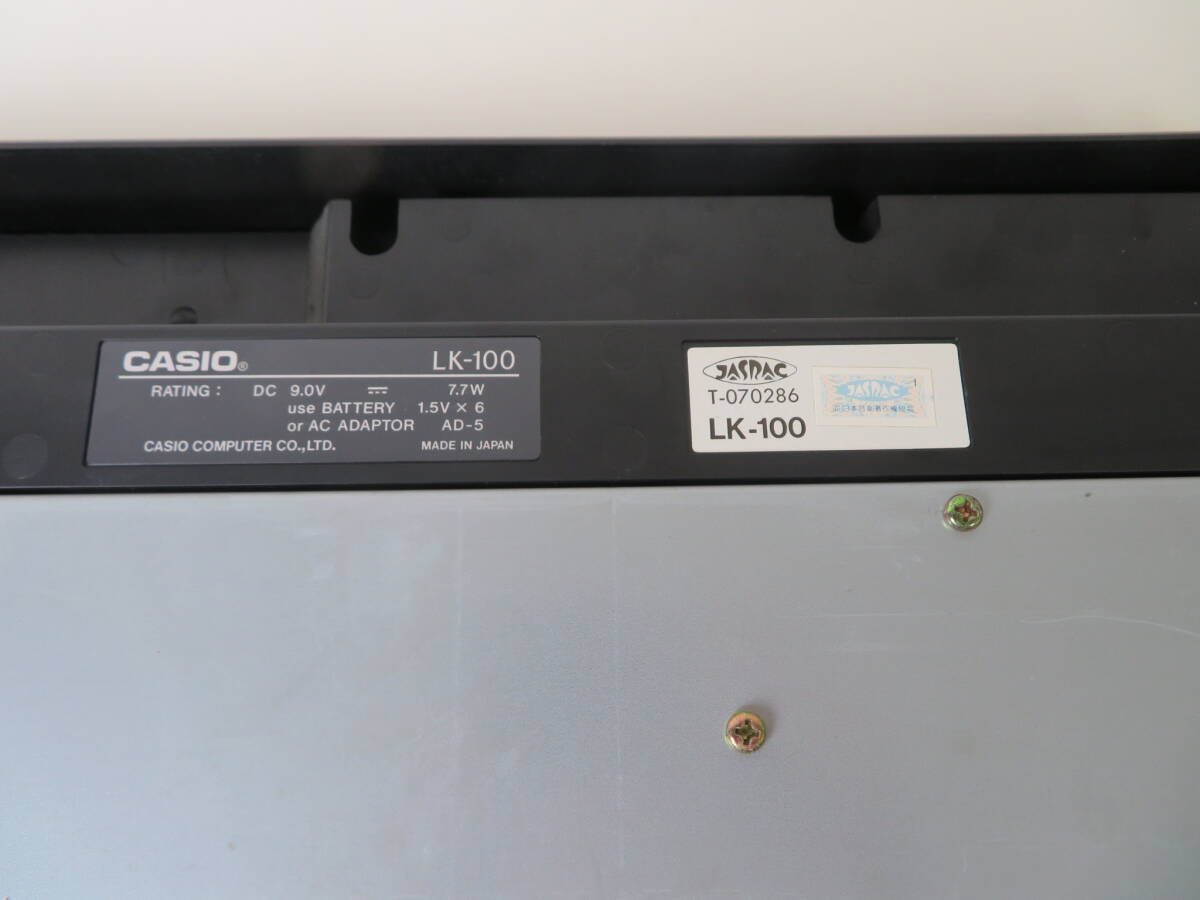 CASIO® LK-100
RATING : DC 9.0V ⎓ 7.7W
use BATTERY 1.5V × 6
or AC ADAPTOR AD-5
CASIO COMPUTER CO.,LTD. MADE IN JAPAN
JASRAC
T-070286
LK-100
JASRAC